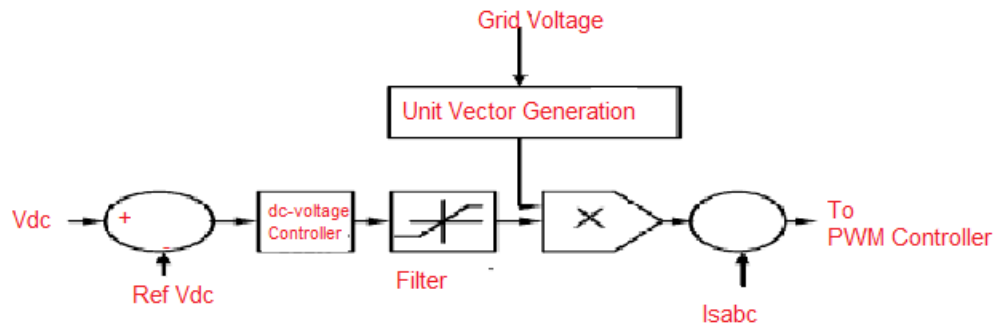 Grid Voltage
Unit Vector Generation
Vdc
+
-
dc-voltage
Controller .
X
To
PWM Controller
Ref Vdc
Filter
-
Isabc